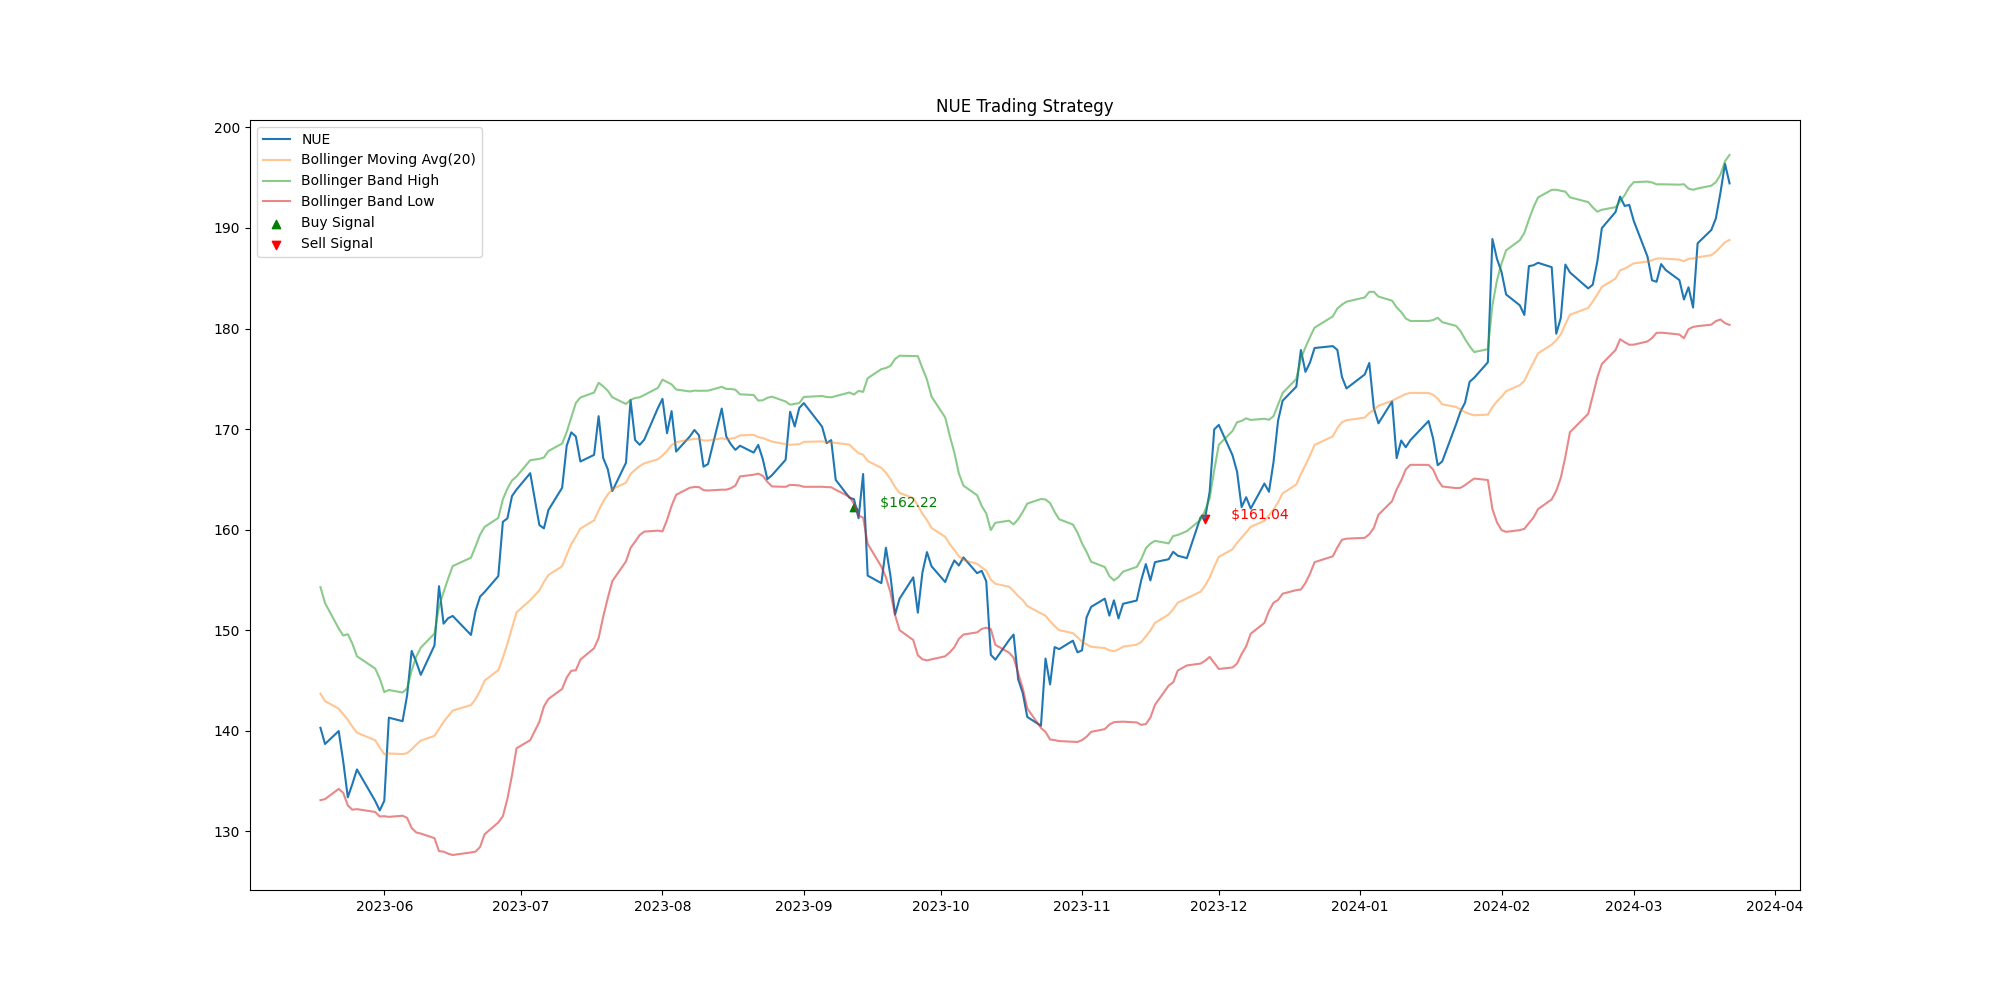 NUE Trading Strategy
200
190
180
170
160
150
140
130
NUE
Bollinger Moving Avg(20)
Bollinger Band High
Bollinger Band Low
Buy Signal
Sell Signal
$162.22
$161.04
2023-06 2023-07 2023-08 2023-09 2023-10 2023-11 2023-12 2024-01 2024-02 2024-03 2024-04